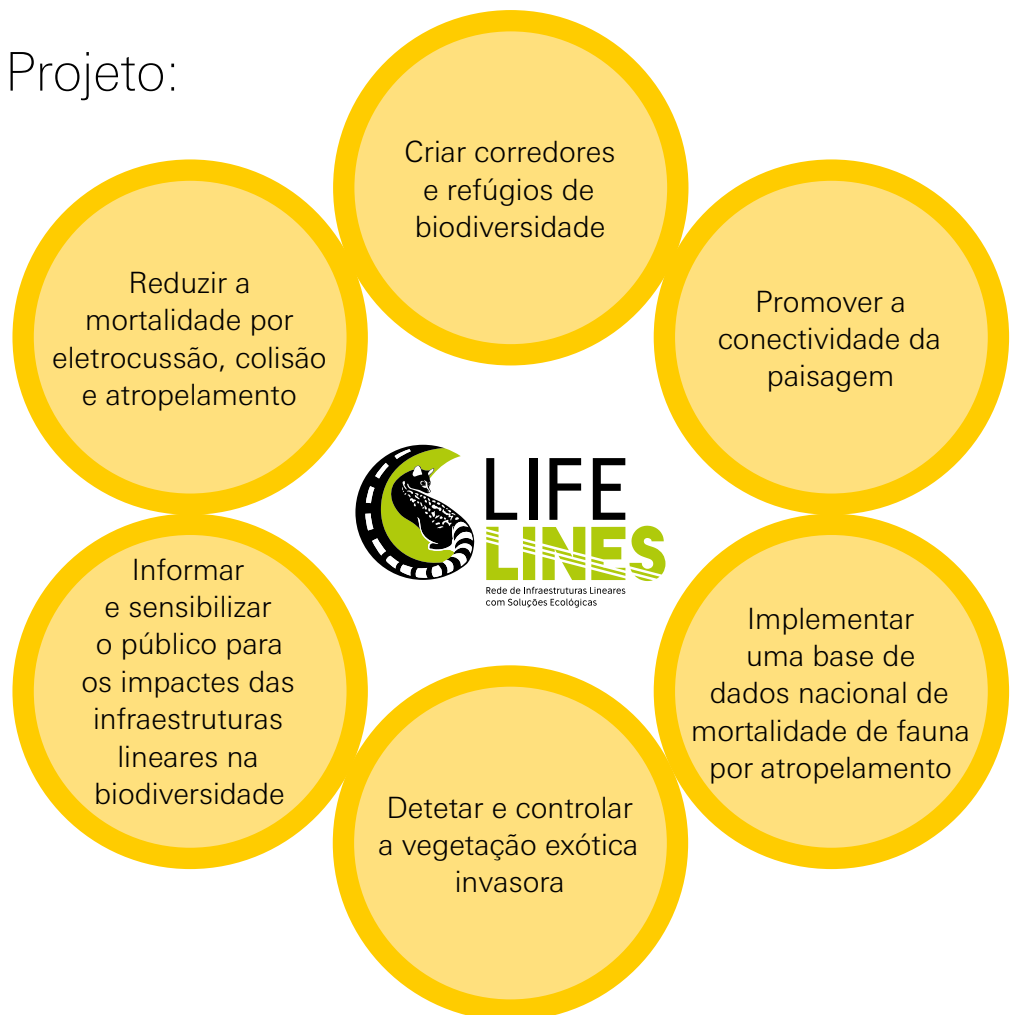 Projeto:
Criar corredores
e refúgios de
biodiversidade
Promover a
conectividade da
paisagem
Implementar
uma base de
dados nacional de
mortalidade de fauna
por atropelamento
Detetar e controlar
a vegetação exótica
invasora
Informar
e sensibilizar
o público para
os impactes das
infraestruturas
lineares na
biodiversidade
Reduzir a
mortalidade por
eletrocussão, colisão
e atropelamento
LIFE
LINES
Rede de Infraestruturas Lineares
com Soluções Ecológicas